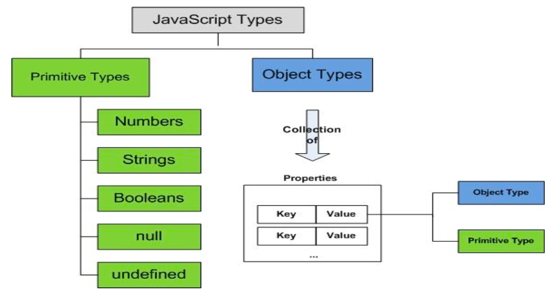 JavaScript Types
Primitive Types
Object Types
Numbers
Strings
Booleans
null
undefined
Collection
of
Properties
Key Value
Key Value
...
Object Type
Primitive Type